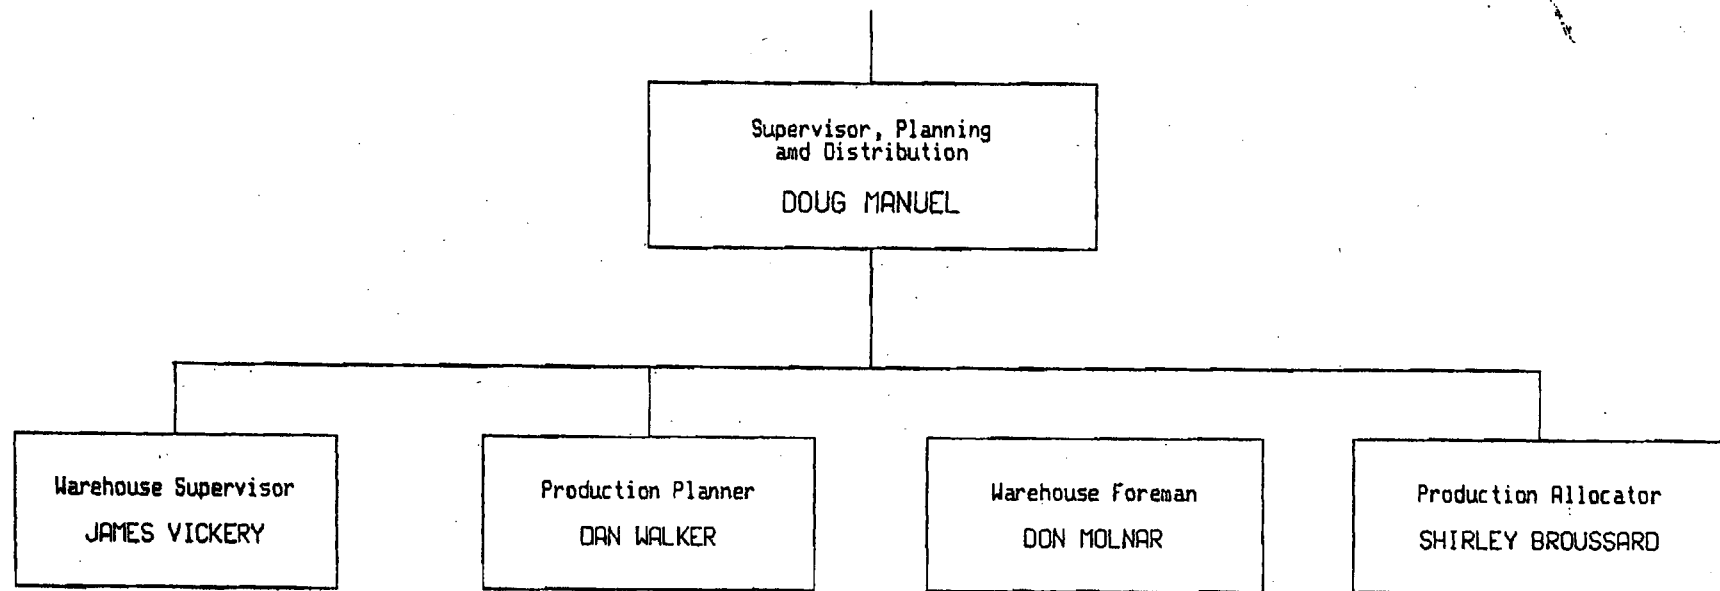 Supervisor, Planning
amd Distribution
DOUG MANUEL
Warehouse Supervisor
JAMES VICKERY
Production Planner
DAN WALKER
Warehouse Foreman
DON MOLNAR
Production Allocator
SHIRLEY BROUSSARD